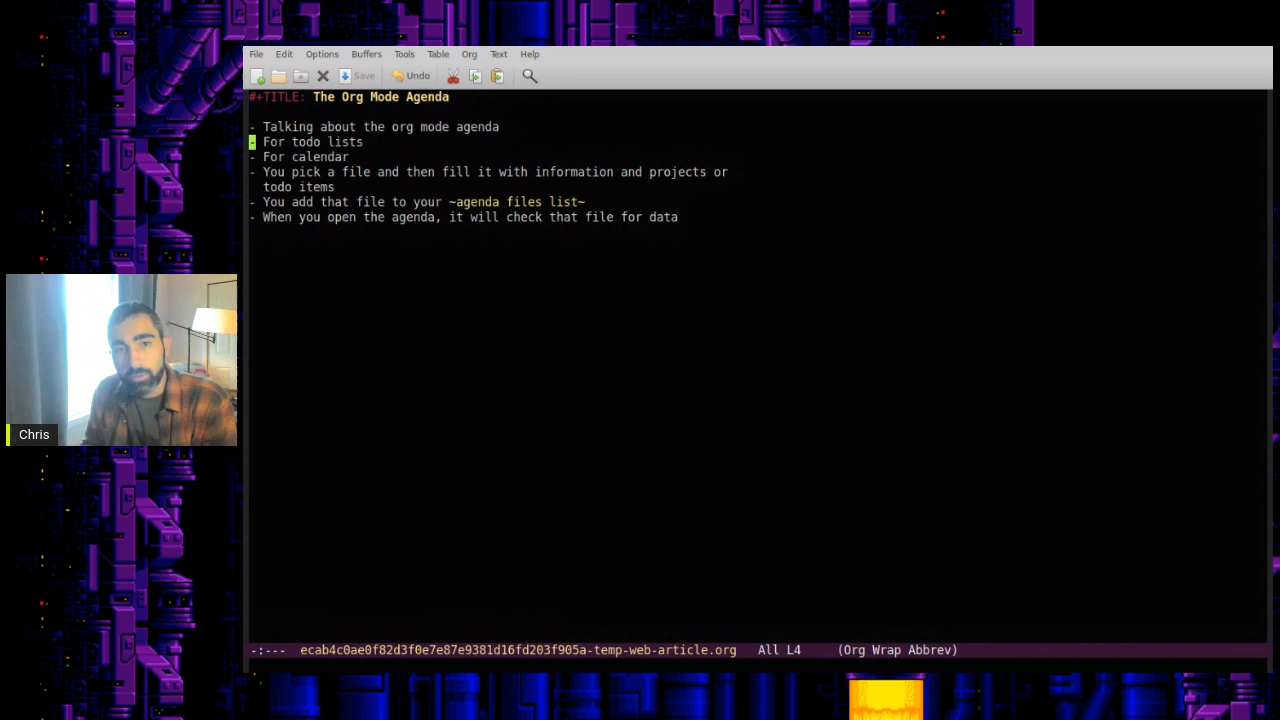 File Edit Options Buffers Tools Table Org Text Help
Save Undo
#+TITLE: The Org Mode Agenda
- Talking about the org mode agenda
- For todo lists
- For calendar
- You pick a file and then fill it with information and projects or
todo items
- You add that file to your ~agenda files list~
- When you open the agenda, it will check that file for data
Chris
-:--- ecab4c0ae0f82d3f0e7e87e9381d16fd203f905a-temp-web-article.org All L4 (Org Wrap Abbrev)